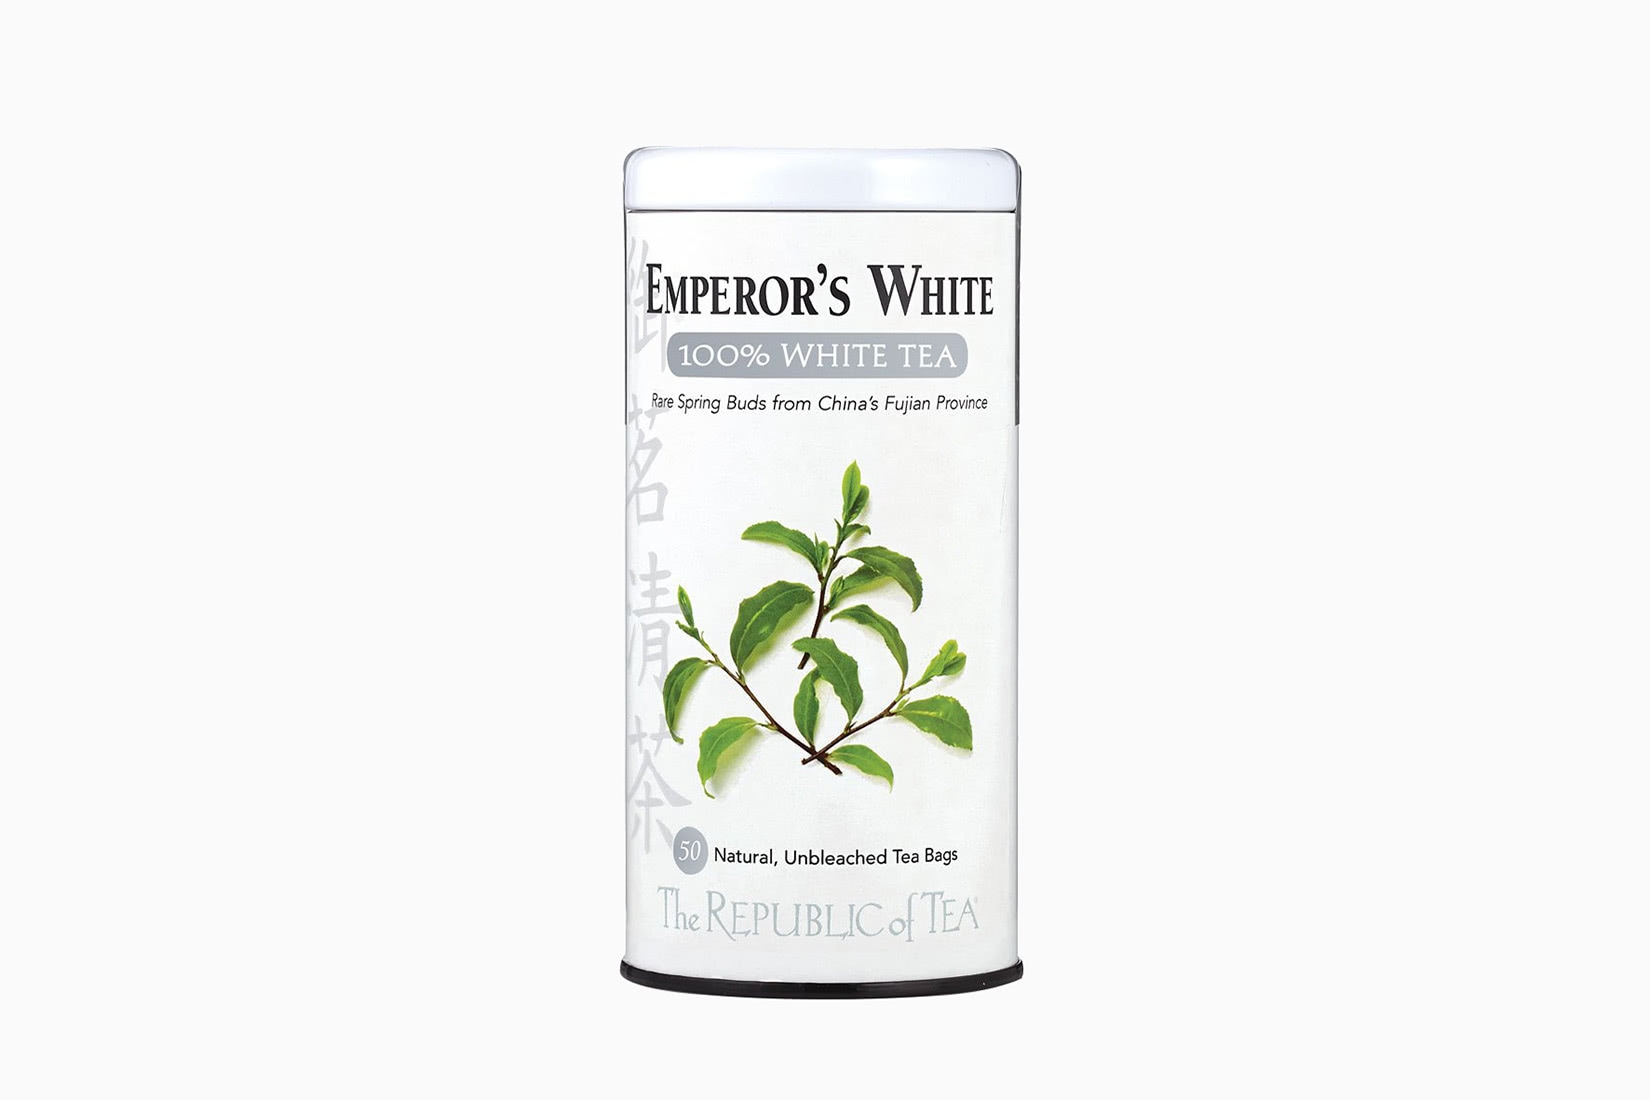 EMPEROR'S WHITE
100% WHITE TEA
Rare Spring Buds from China's Fujian Province
御
茗
清
茶
50 Natural, Unbleached Tea Bags
The REPUBLIC of TEA